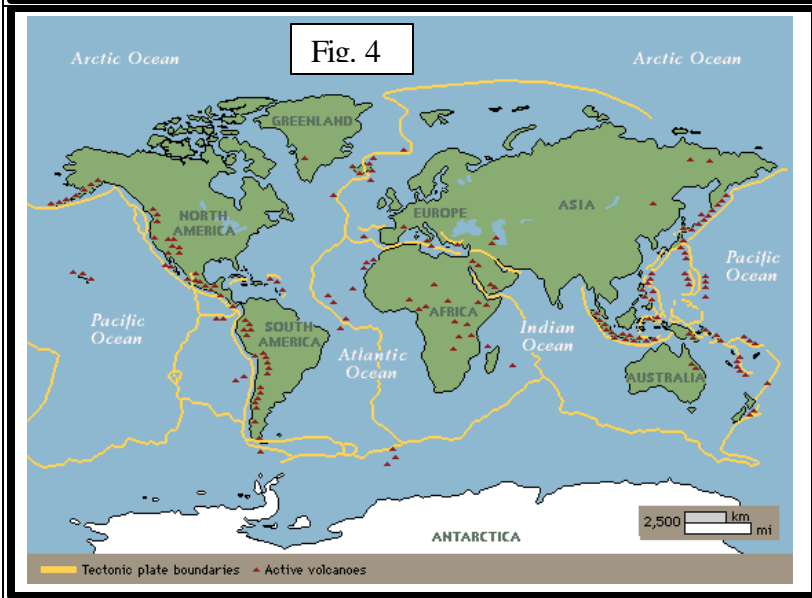 Fig. 4
Arctic Ocean
Arctic Ocean
GREENLAND
NORTH
AMERICA
EUROPE
ASIA
Pacific
Ocean
Pacific
Ocean
SOUTH
AMERICA
Atlantic
Ocean
AFRICA
Indian
Ocean
AUSTRALIA
ANTARCTICA
2,500 km
mi
Tectonic plate boundaries Active volcanoes